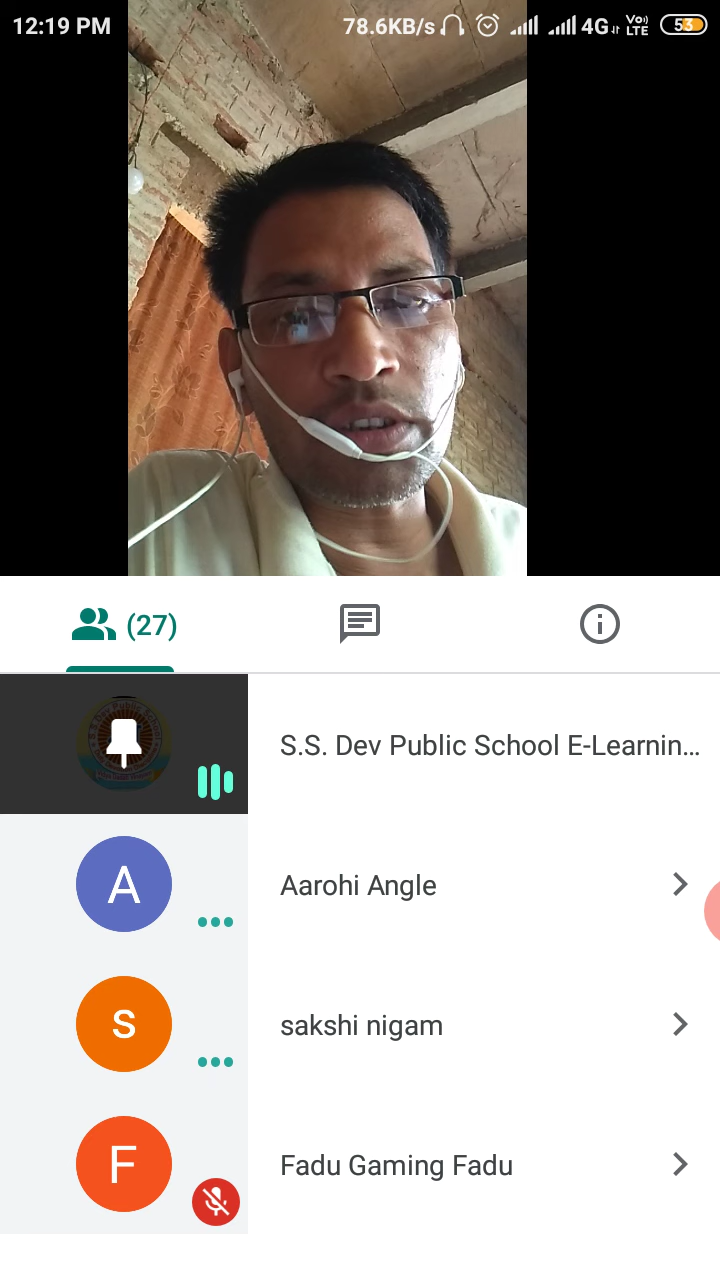 12:19 PM 78.6KB/s 4G Vo) LTE 53
(27)
S.S. Dev Public School E-Learnin...
A Aarohi Angle
s sakshi nigam
F Fadu Gaming Fadu